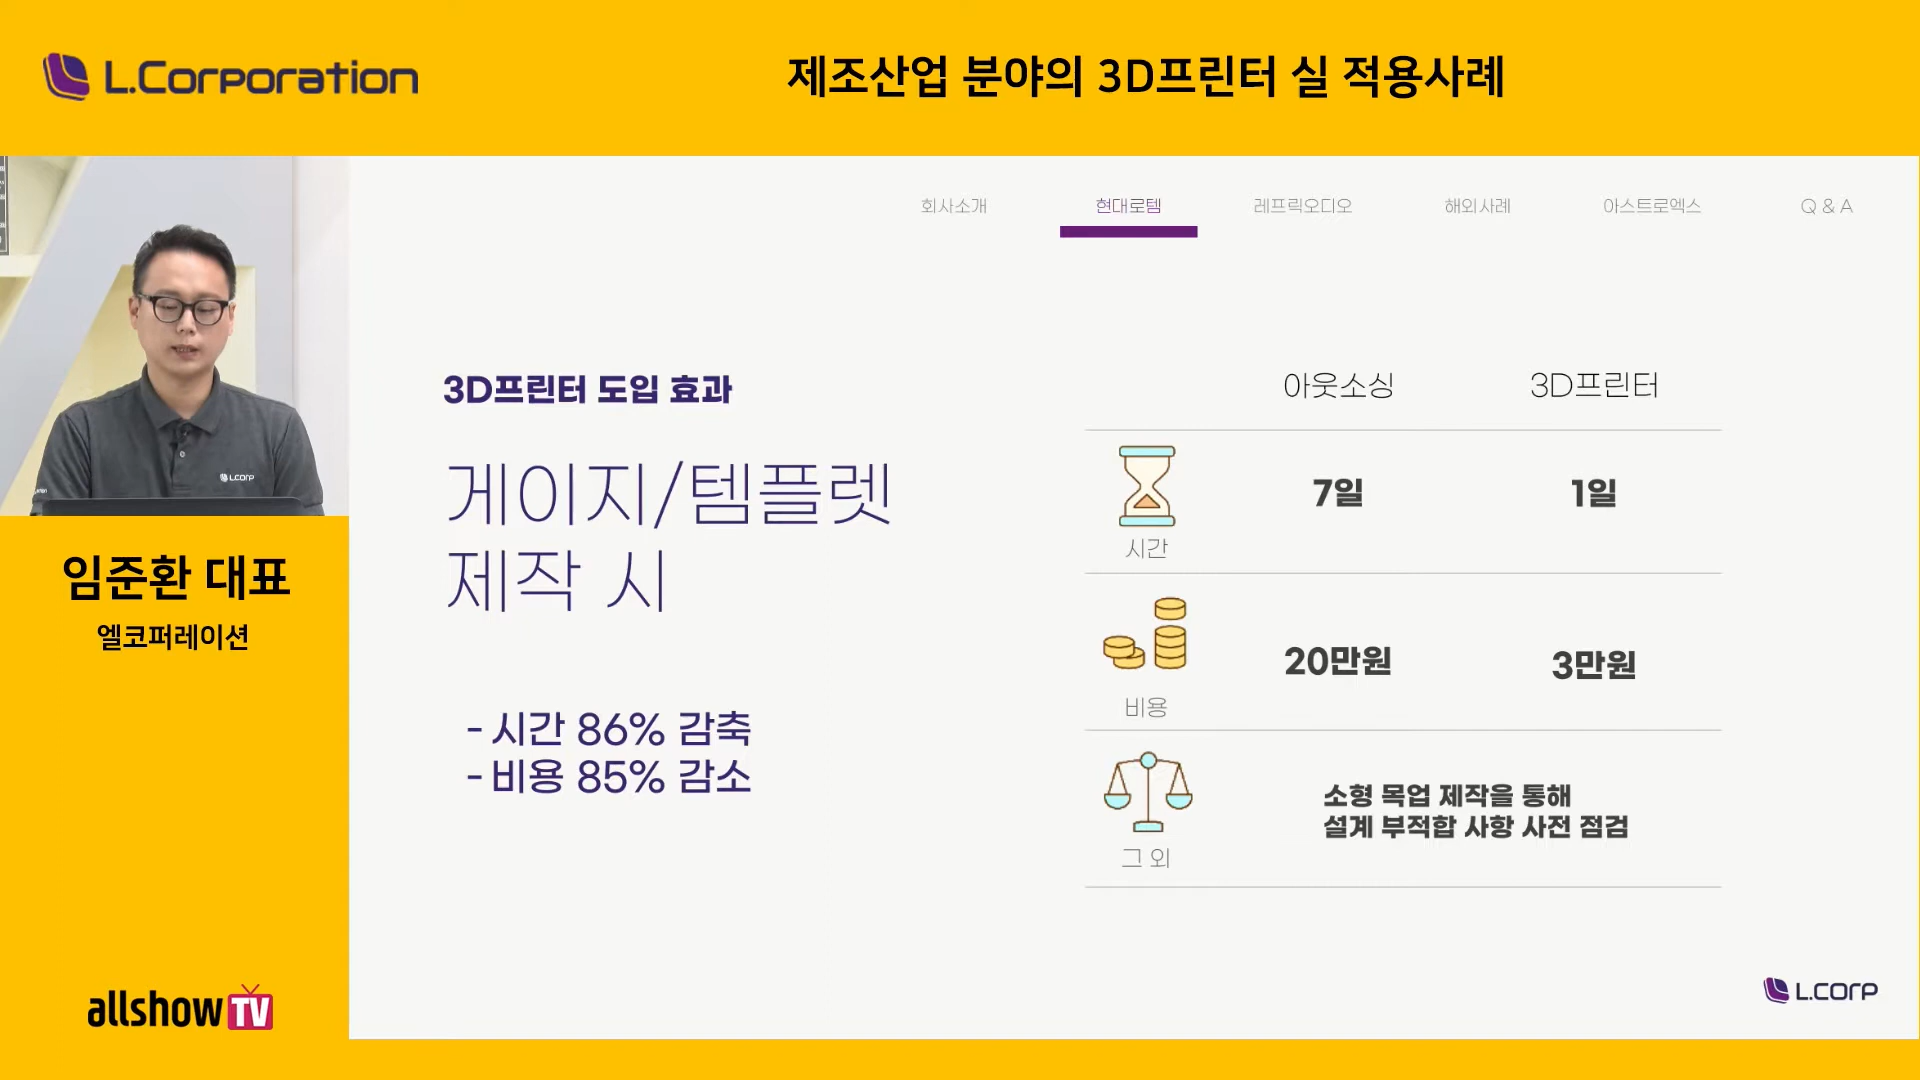 L.Corporation
제조산업 분야의 3D프린터 실 적용사례
회사소개
현대로템
레프릭오디오
해외사례
아스트로엑스
Q & A
L.CORP
임준환 대표
엘코퍼레이션
allshow TV
3D프린터 도입 효과
게이지/템플렛
제작 시
- 시간 86% 감축
- 비용 85% 감소
아웃소싱
3D프린터
시간
7일
1일
비용
20만원
3만원
그 외
소형 목업 제작을 통해
설계 부적합 사항 사전 점검
L.CORP